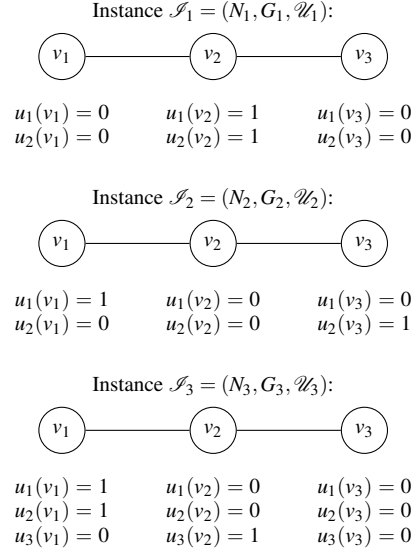 Instance ℐ₁ = (N₁, G₁, 𝒰₁):
v₁ v₂ v₃
u₁(v₁) = 0 u₁(v₂) = 1 u₁(v₃) = 0
u₂(v₁) = 0 u₂(v₂) = 1 u₂(v₃) = 0
Instance ℐ₂ = (N₂, G₂, 𝒰₂):
v₁ v₂ v₃
u₁(v₁) = 1 u₁(v₂) = 0 u₁(v₃) = 0
u₂(v₁) = 0 u₂(v₂) = 0 u₂(v₃) = 1
Instance ℐ₃ = (N₃, G₃, 𝒰₃):
v₁ v₂ v₃
u₁(v₁) = 1 u₁(v₂) = 0 u₁(v₃) = 0
u₂(v₁) = 1 u₂(v₂) = 0 u₂(v₃) = 0
u₃(v₁) = 0 u₃(v₂) = 1 u₃(v₃) = 0